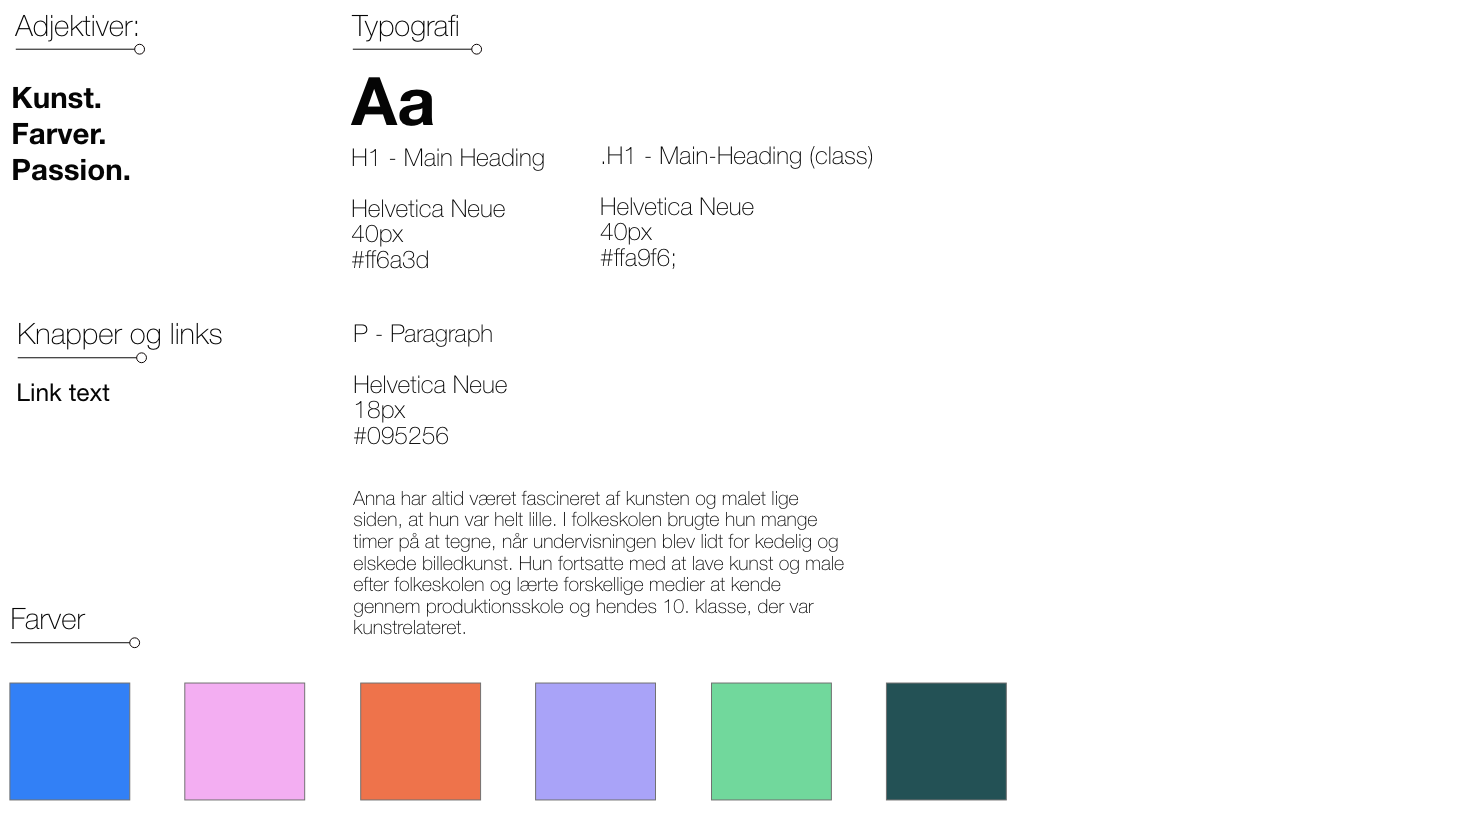 Adjektiver:
Kunst.
Farver.
Passion.
Typografi
Aa
H1 - Main Heading
Helvetica Neue
40px
#ff6a3d
.H1 - Main-Heading (class)
Helvetica Neue
40px
#ffa9f6;
Knapper og links
Link text
P - Paragraph
Helvetica Neue
18px
#095256
Anna har altid været fascineret af kunsten og malet lige
siden, at hun var helt lille. I folkeskolen brugte hun mange
timer på at tegne, når undervisningen blev lidt for kedelig og
elskede billedkunst. Hun fortsatte med at lave kunst og male
efter folkeskolen og lærte forskellige medier at kende
gennem produktionsskole og hendes 10. klasse, der var
kunstrelateret.
Farver